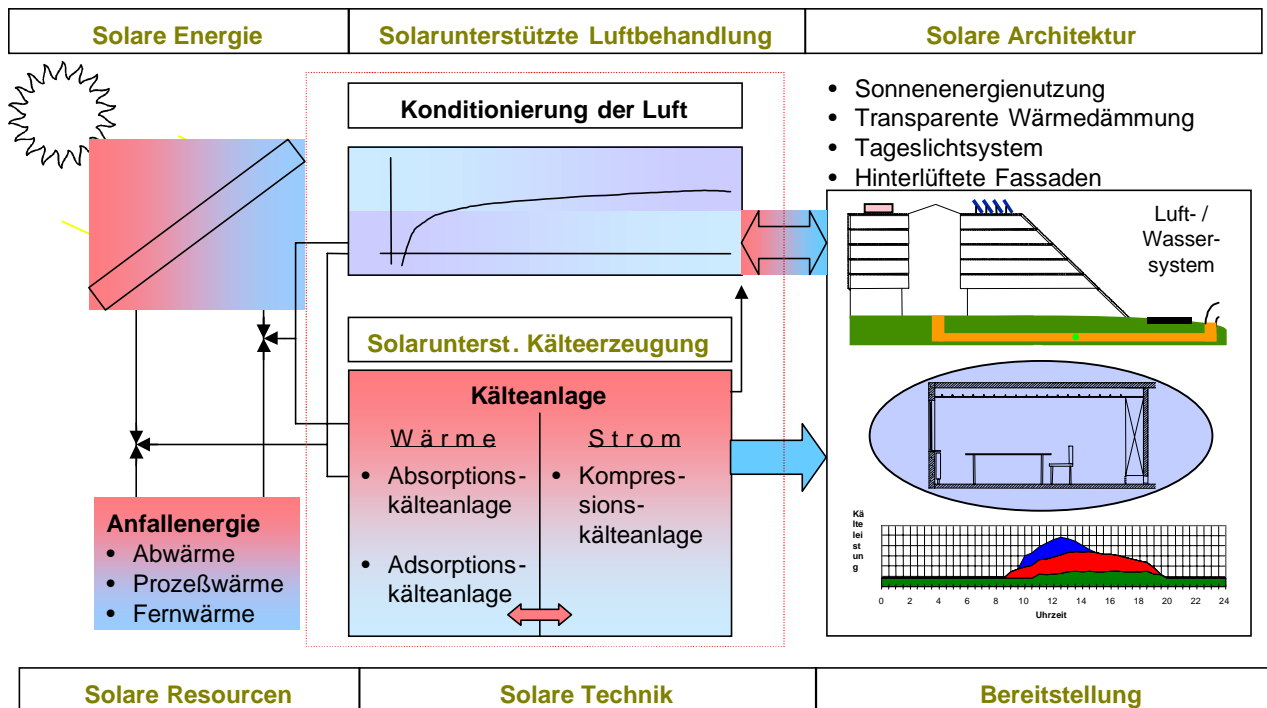 Solare Energie
Solarunterstützte Luftbehandlung
Solare Architektur
Konditionierung der Luft
• Sonnenenergienutzung
• Transparente Wärmedämmung
• Tageslichtsystem
• Hinterlüftete Fassaden
Luft- /
Wasser-
system
Solarunterst. Kälteerzeugung
Kälteanlage
Wärme
• Absorptions-
kälteanlage
• Adsorptions-
kälteanlage
Strom
• Kompres-
sions-
kälteanlage
Anfallenergie
• Abwärme
• Prozeßwärme
• Fernwärme
Kä
lte
lei
st
un
g
0 2 4 6 8 10 12 14 16 18 20 22 24
Uhrzeit
Solare Resourcen
Solare Technik
Bereitstellung